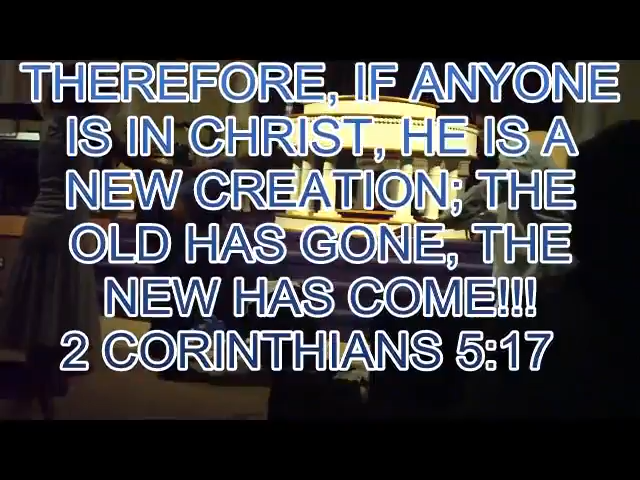 THEREFORE, IF ANYONE
IS IN CHRIST, HE IS A
NEW CREATION; THE
OLD HAS GONE, THE
NEW HAS COME!!!
2 CORINTHIANS 5:17